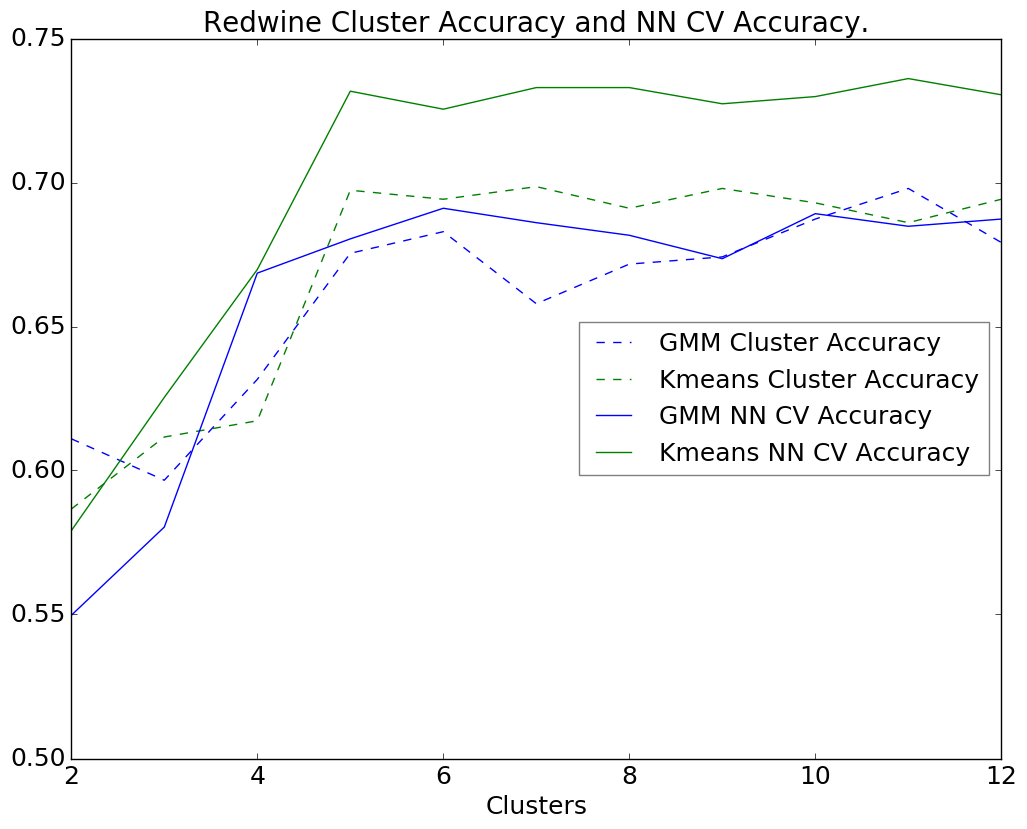 Redwine Cluster Accuracy and NN CV Accuracy.
0.75
0.70
0.65
0.60
0.55
0.50
GMM Cluster Accuracy
Kmeans Cluster Accuracy
GMM NN CV Accuracy
Kmeans NN CV Accuracy
2 4 6 8 10 12
Clusters